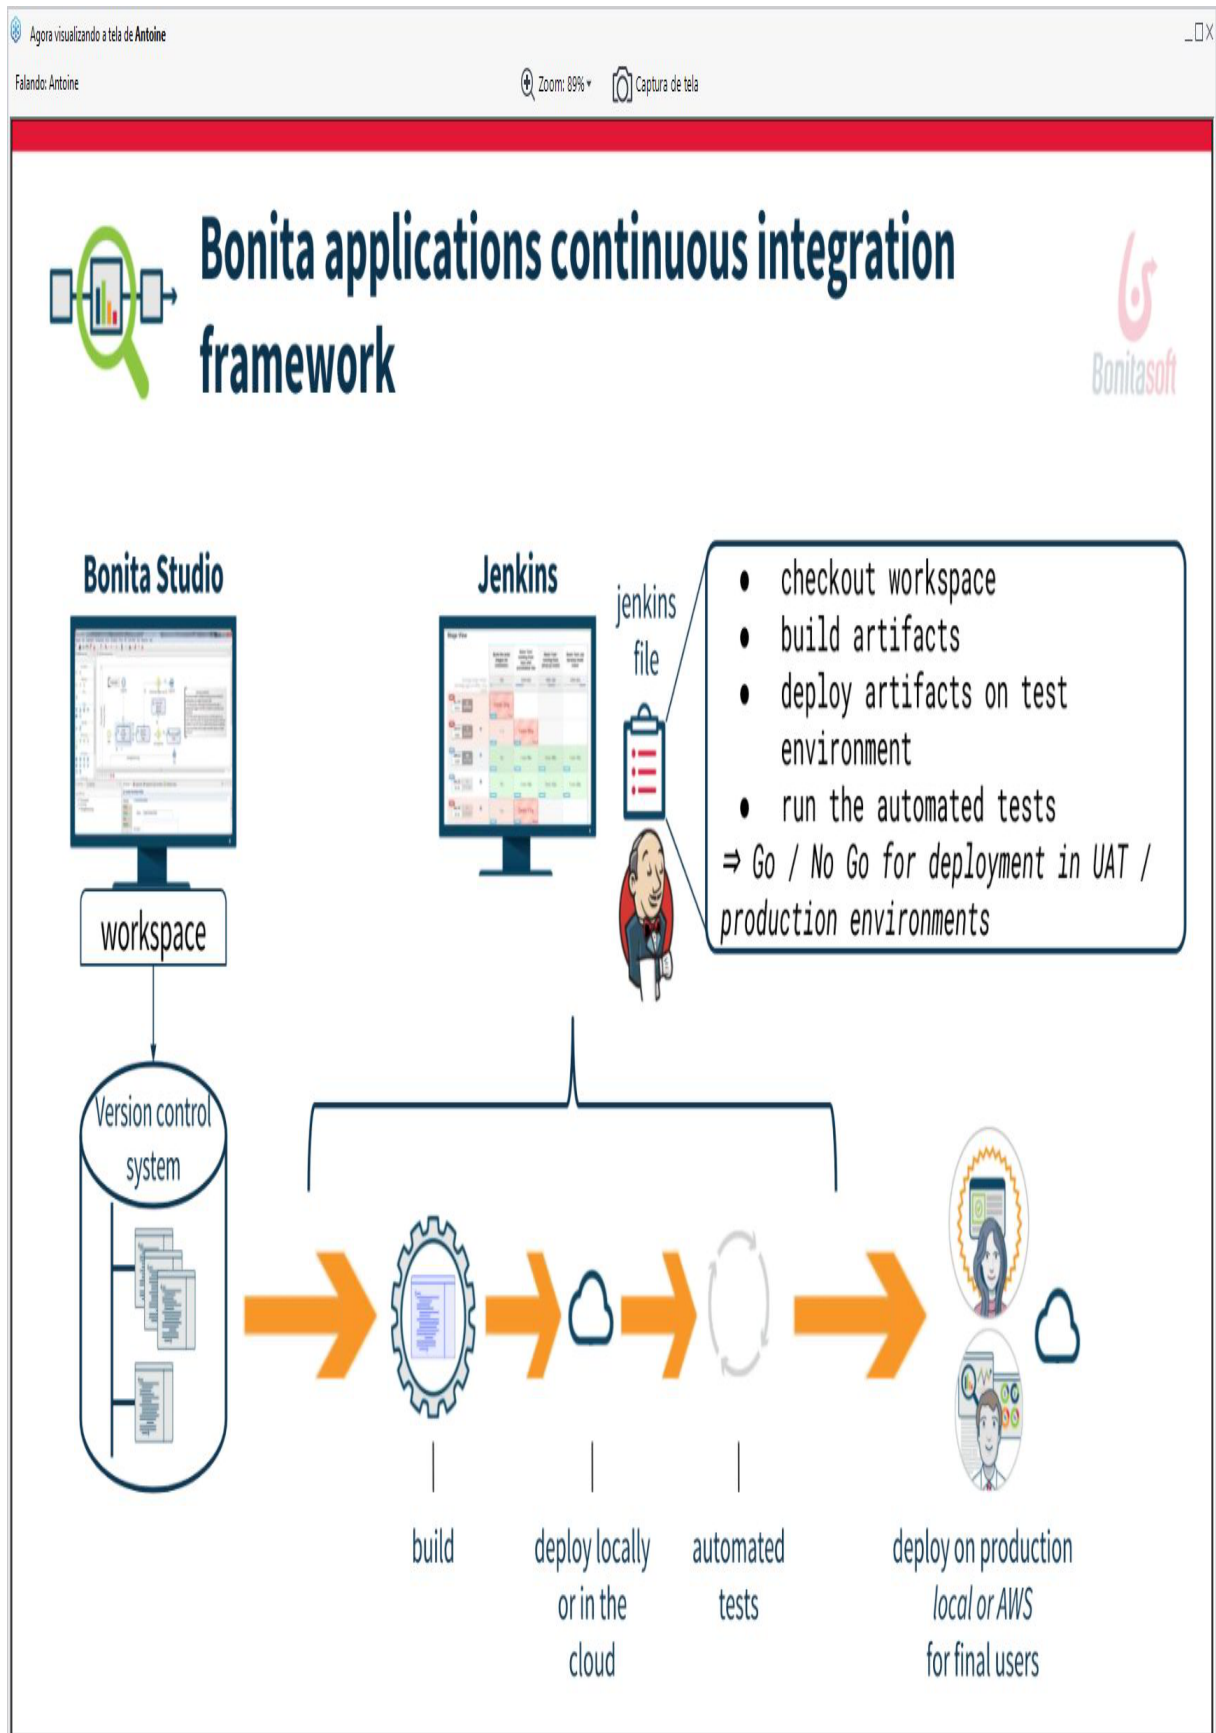 Agora visualizando a tela de Antoine
Falando: Antoine
Zoom: 89%
Captura de tela
Bonita applications continuous integration
framework
Bonitasoft
Bonita Studio
workspace
Version control
system
Jenkins
jenkins
file
• checkout workspace
• build artifacts
• deploy artifacts on test
environment
• run the automated tests
⇒ Go / No Go for deployment in UAT /
production environments
build
deploy locally
or in the
cloud
automated
tests
deploy on production
local or AWS
for final users